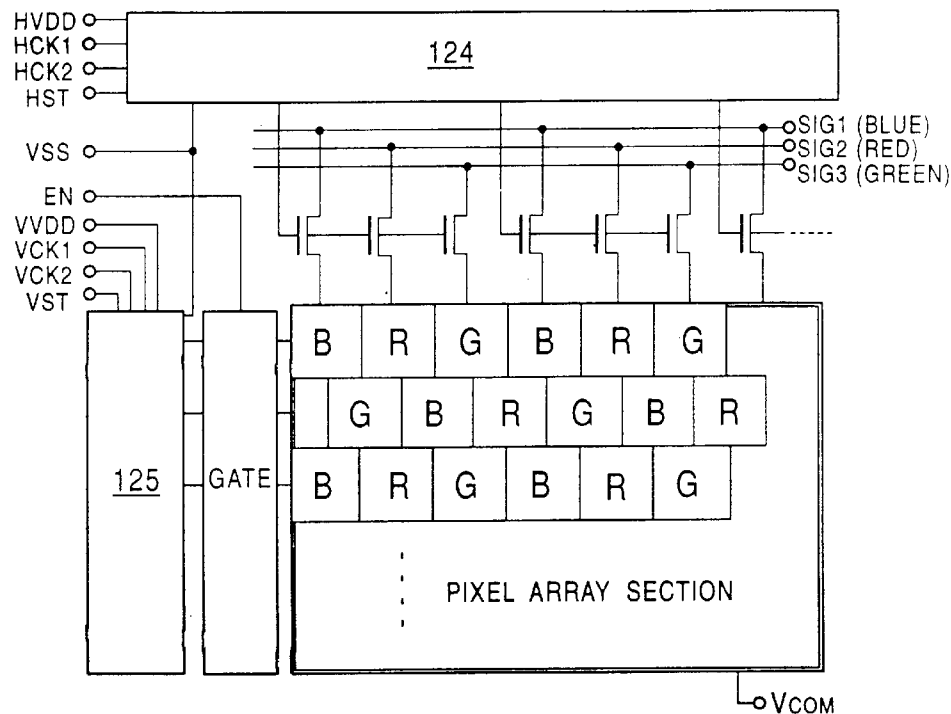 HVDD
HCK1
HCK2
HST
124
VSS
SIG1 (BLUE)
SIG2 (RED)
SIG3 (GREEN)
EN
VVDD
VCK1
VCK2
VST
B R G B R G
G B R G B R
B R G B R G
125
GATE
PIXEL ARRAY SECTION
VCOM